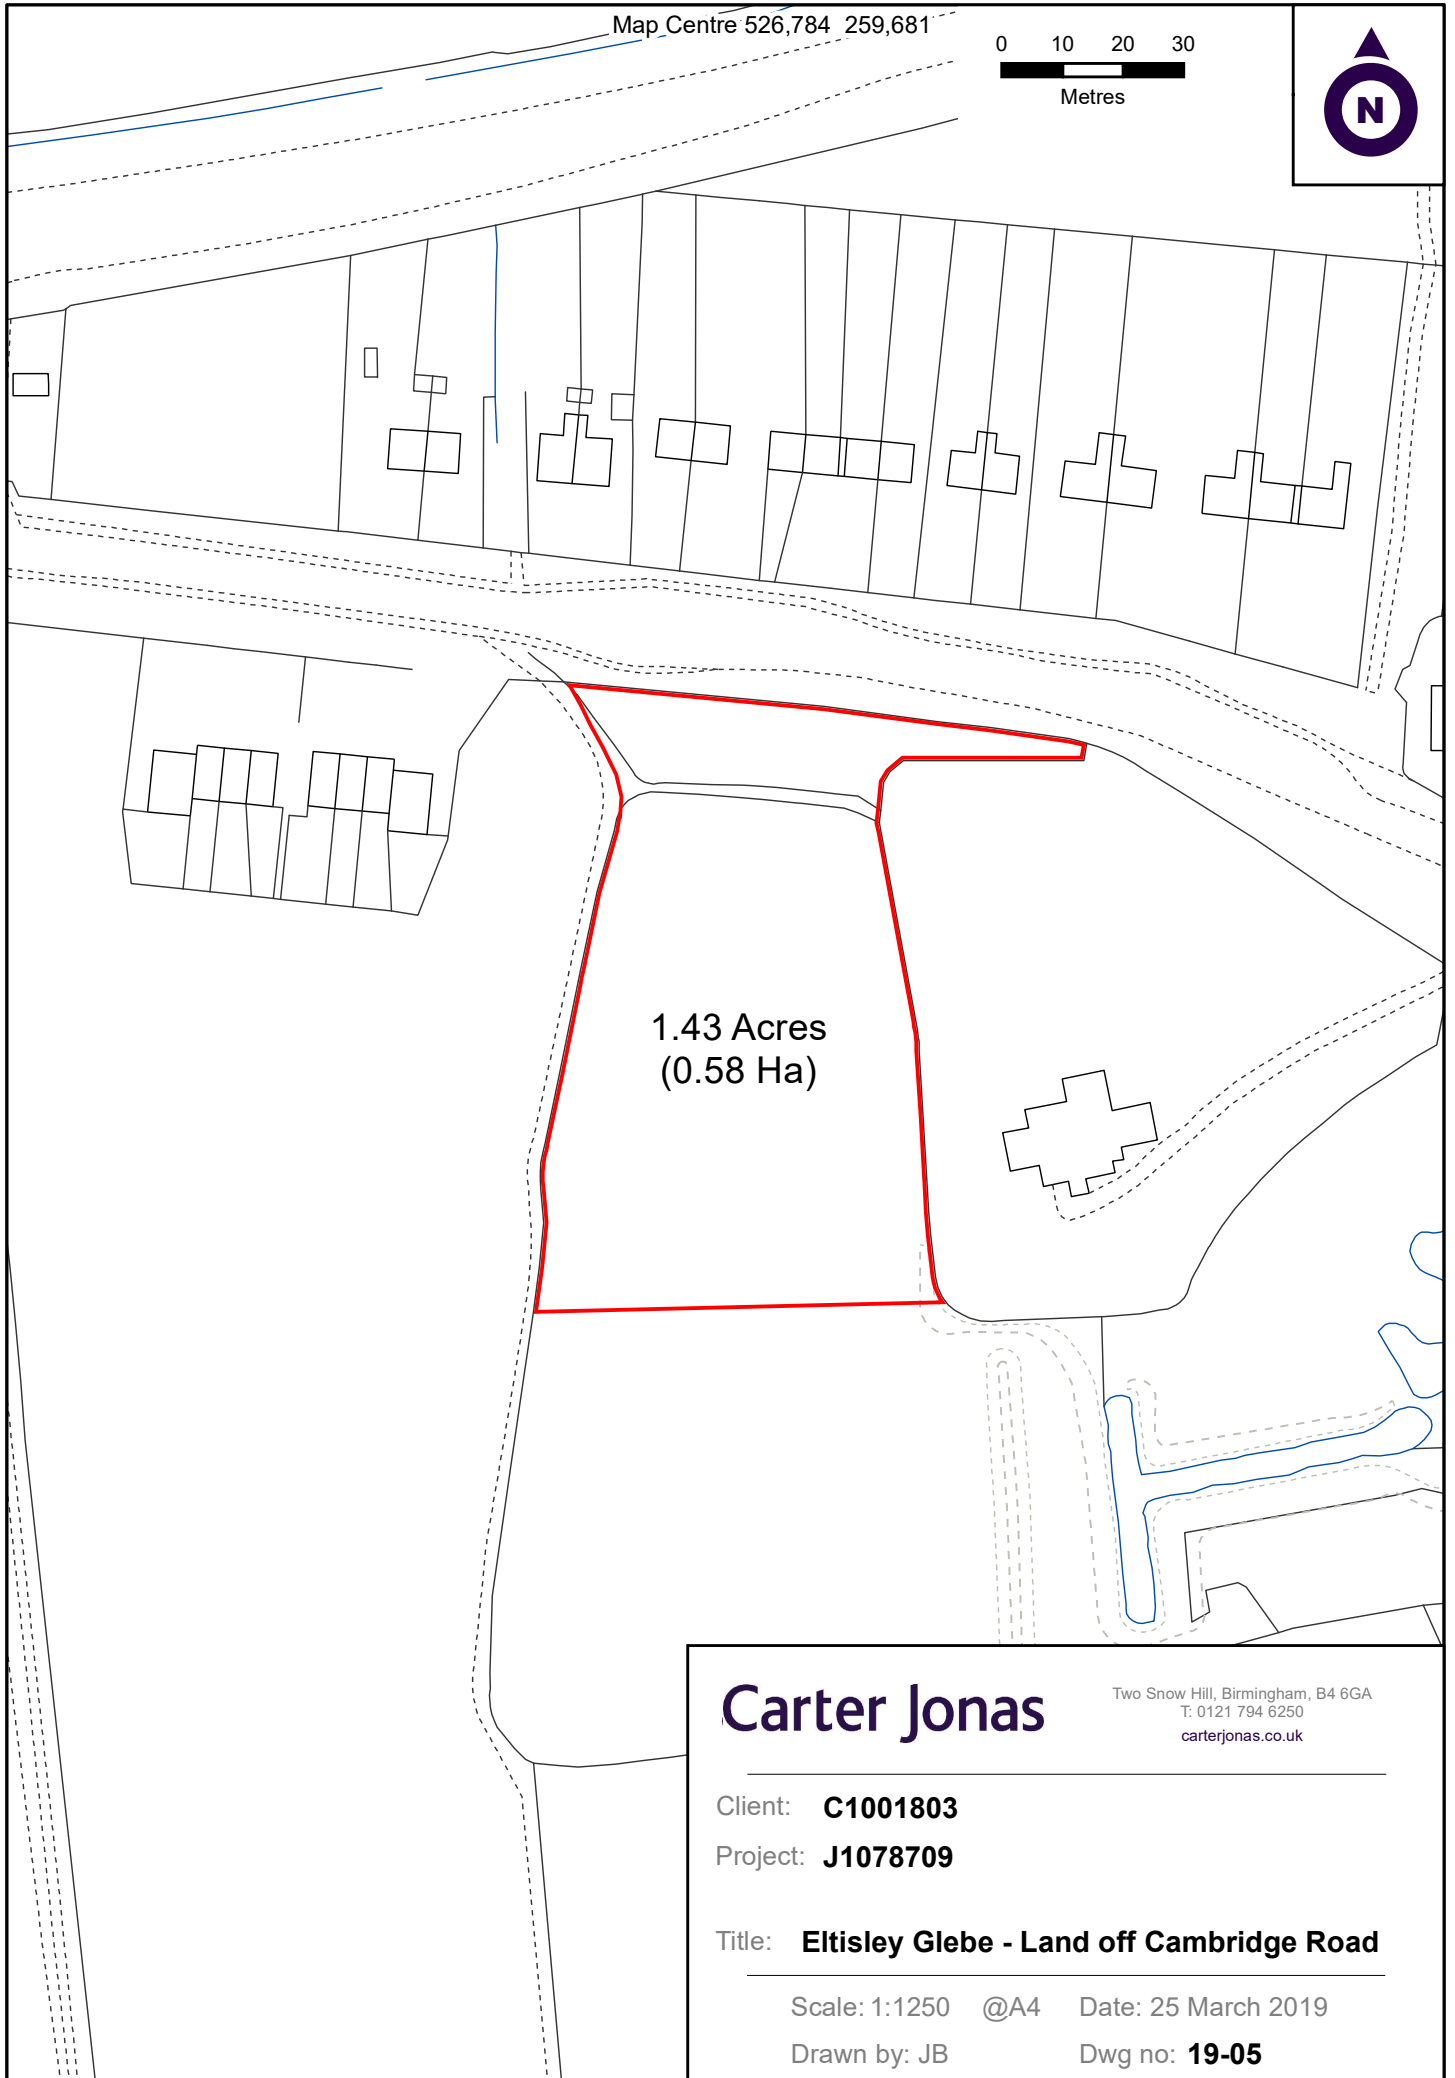 Map Centre 526,784 259,681
0 10 20 30
Metres
N
1.43 Acres
(0.58 Ha)
Carter Jonas
Two Snow Hill, Birmingham, B4 6GA
T: 0121 794 6250
carterjonas.co.uk
Client: C1001803
Project: J1078709
Title: Eltisley Glebe - Land off Cambridge Road
Scale: 1:1250 @A4 Date: 25 March 2019
Drawn by: JB Dwg no: 19-05